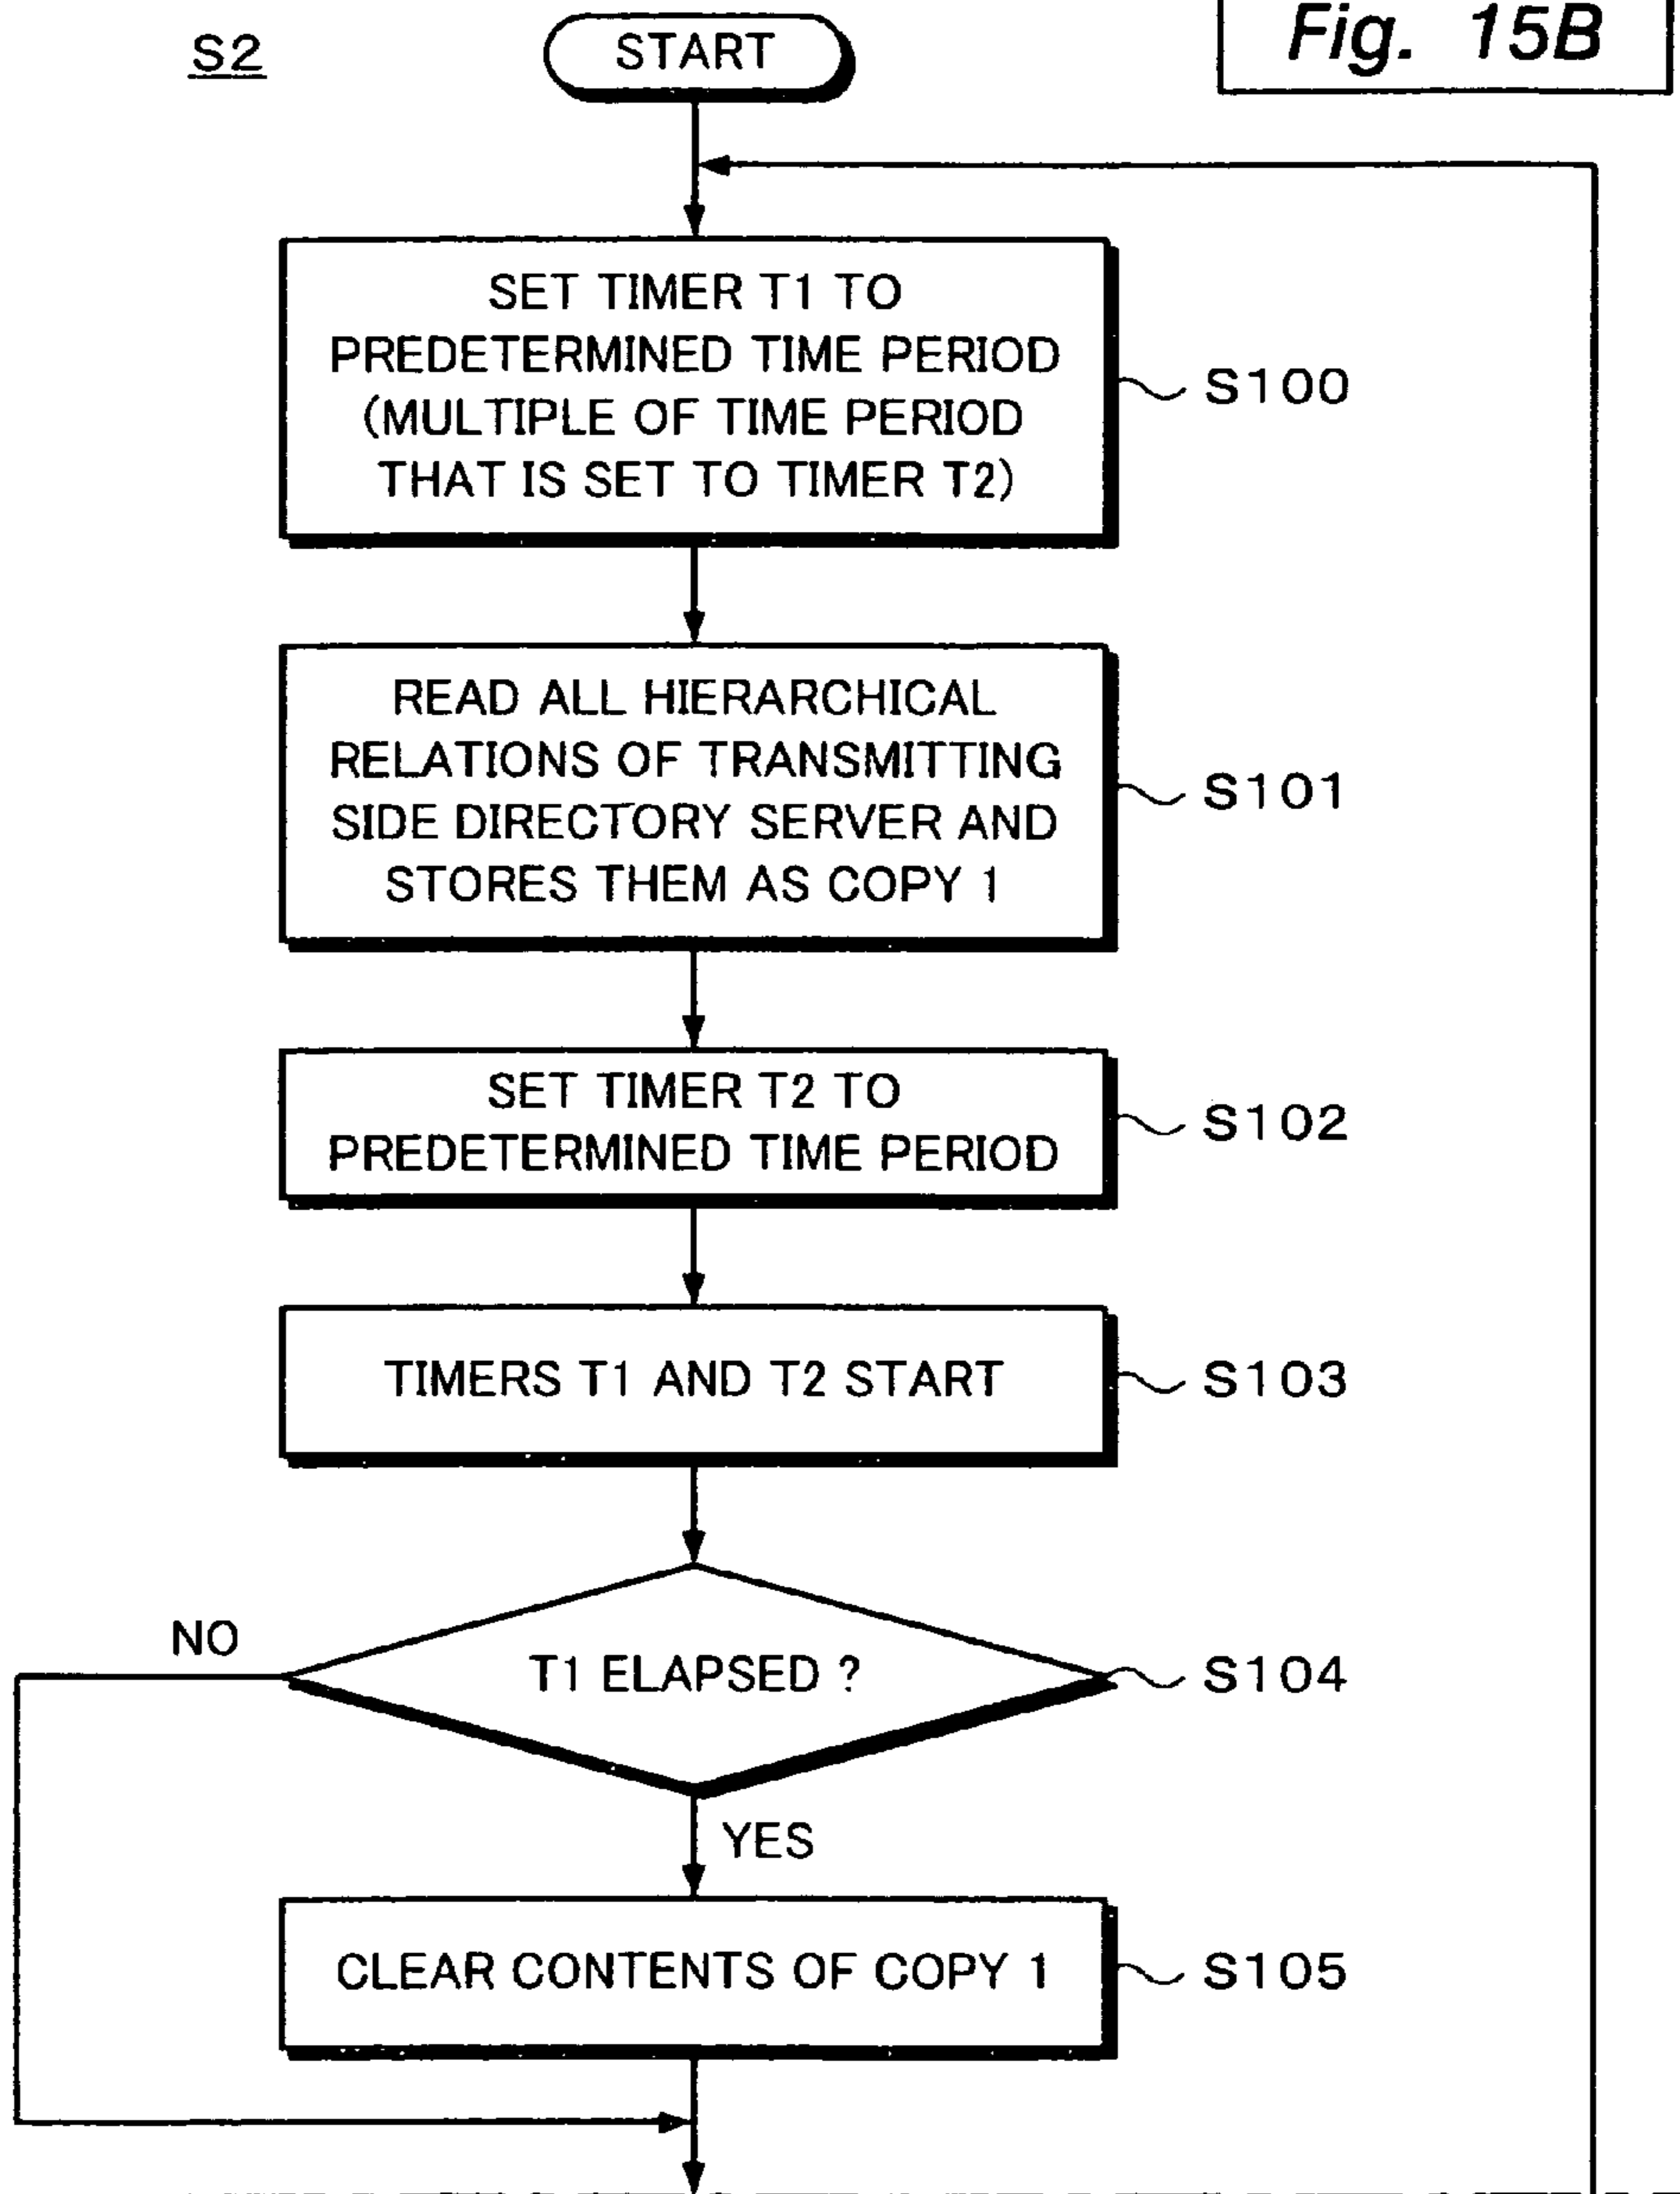 S2
START
Fig. 15B
SET TIMER T1 TO
PREDETERMINED TIME PERIOD
(MULTIPLE OF TIME PERIOD
THAT IS SET TO TIMER T2)
S100
READ ALL HIERARCHICAL
RELATIONS OF TRANSMITTING
SIDE DIRECTORY SERVER AND
STORES THEM AS COPY 1
S101
SET TIMER T2 TO
PREDETERMINED TIME PERIOD
S102
TIMERS T1 AND T2 START
S103
NO
T1 ELAPSED ?
S104
YES
CLEAR CONTENTS OF COPY 1
S105